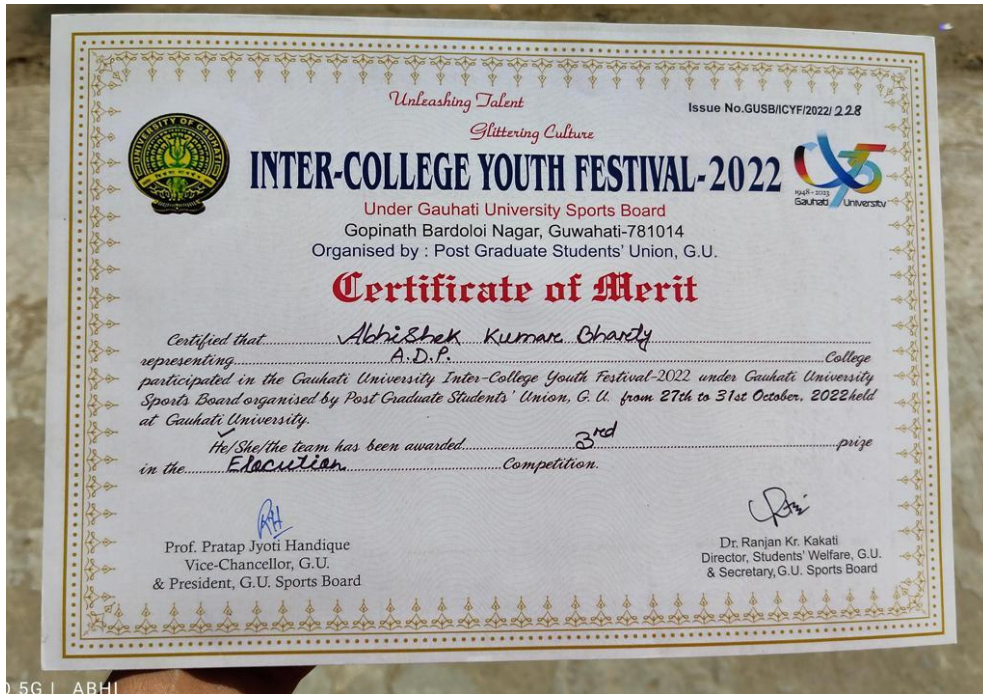 Unleashing Talent
Issue No.GUSB/ICYF/2022/ 228
Glittering Culture
UNIVERSITY OF GAUHATI
INTER-COLLEGE YOUTH FESTIVAL-2022
1948 - 2023
Gauhati University
Under Gauhati University Sports Board
Gopinath Bardoloi Nagar, Guwahati-781014
Organised by : Post Graduate Students' Union, G.U.
Certificate of Merit
Certified that Abhishek Kumar Bharty
representing A.D.P. College
participated in the Gauhati University Inter-College Youth Festival-2022 under Gauhati University
Sports Board organised by Post Graduate Students' Union, G. U. from 27th to 31st October, 2022 held
at Gauhati University.
He/She/the team has been awarded 3rd prize
in the Elocution Competition.
Prof. Pratap Jyoti Handique
Vice-Chancellor, G.U.
& President, G.U. Sports Board
Dr. Ranjan Kr. Kakati
Director, Students' Welfare, G.U.
& Secretary, G.U. Sports Board
5G | ABHI